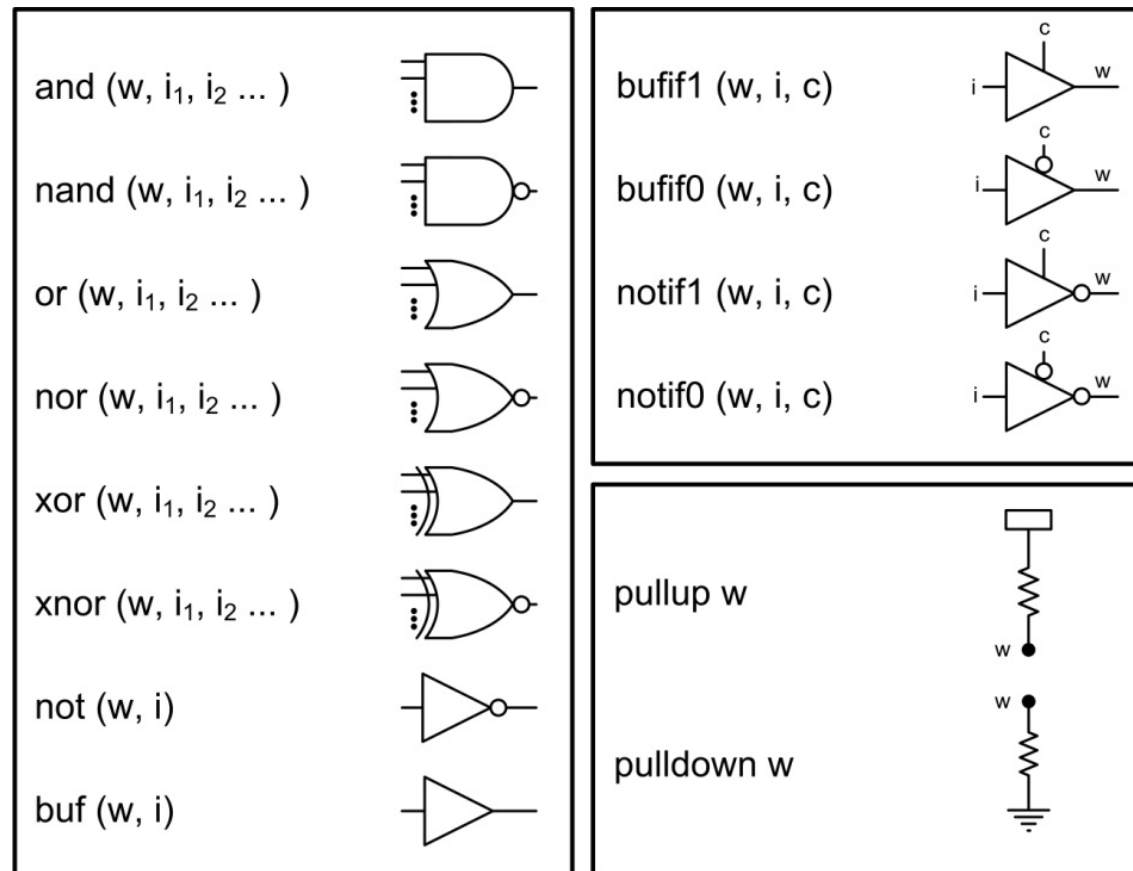 and (w, i₁, i₂ ... )
nand (w, i₁, i₂ ... )
or (w, i₁, i₂ ... )
nor (w, i₁, i₂ ... )
xor (w, i₁, i₂ ... )
xnor (w, i₁, i₂ ... )
not (w, i)
buf (w, i)
c
bufif1 (w, i, c) i w
c
bufif0 (w, i, c) i w
c
notif1 (w, i, c) i w
c
notif0 (w, i, c) i w
pullup w
w
w
pulldown w